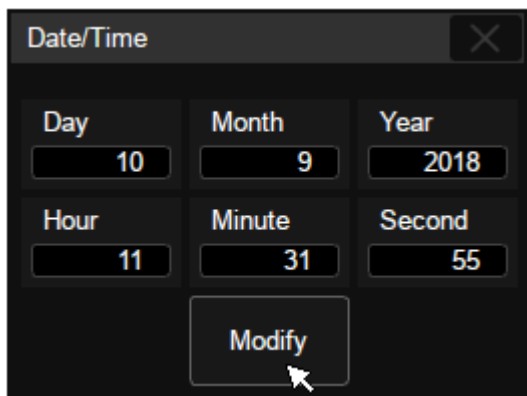 Date/Time
Day Month Year
10 9 2018
Hour Minute Second
11 31 55
Modify